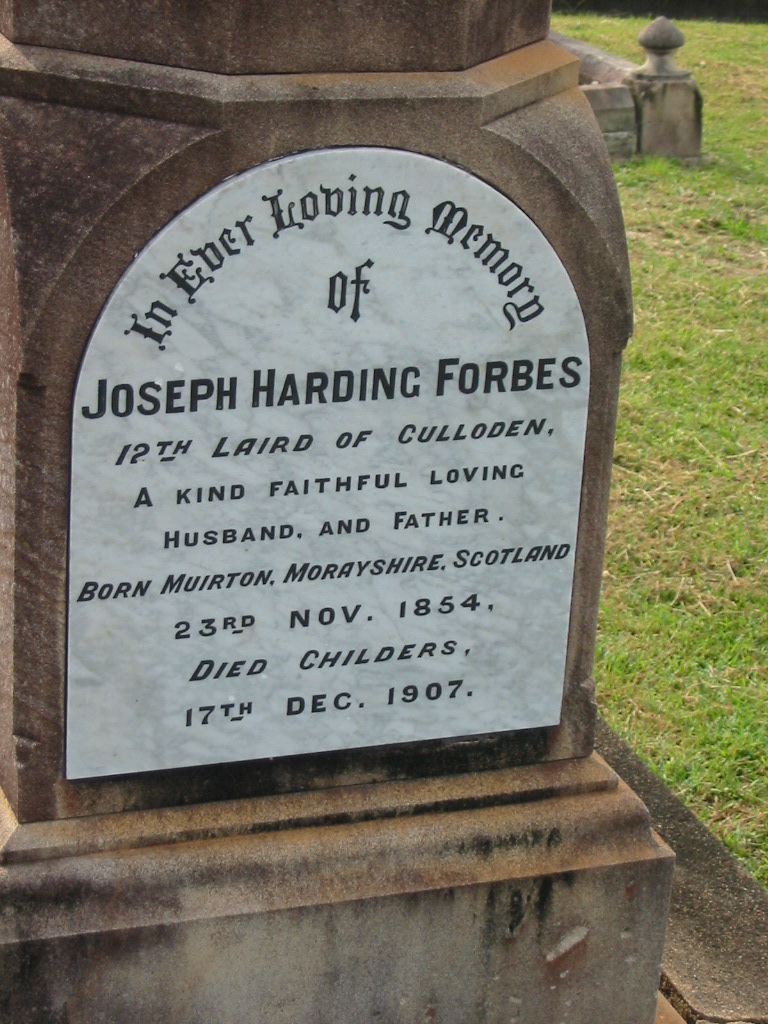 In Ever Loving Memory
of
JOSEPH HARDING FORBES
12TH LAIRD OF CULLODEN,
A KIND FAITHFUL LOVING
HUSBAND, AND FATHER.
BORN MUIRTON, MORAYSHIRE, SCOTLAND
23RD NOV. 1854,
DIED CHILDERS,
17TH DEC. 1907.